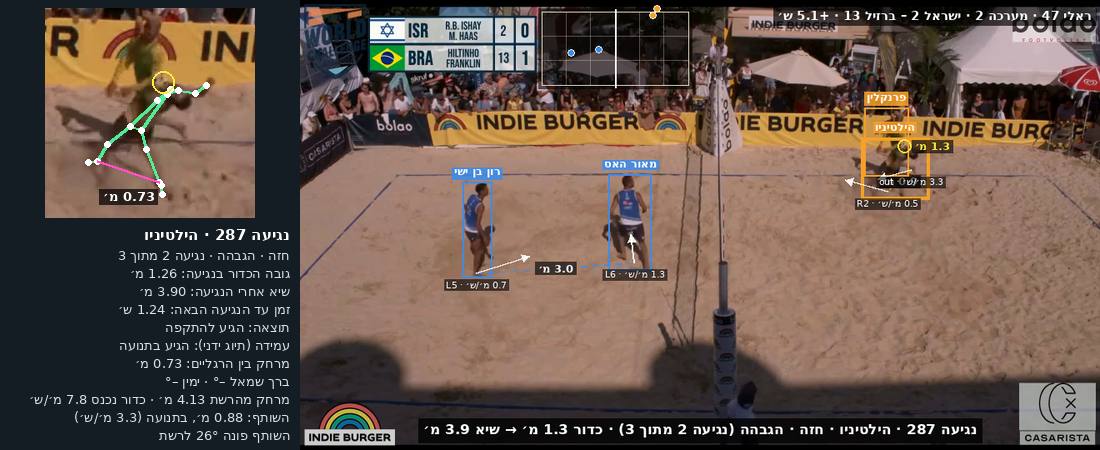 0.73 מ׳
נגיעה 287 · הילטיניו
חזה · הגבהה · נגיעה 2 מתוך 3
גובה הכדור בנגיעה: 1.26 מ׳
שיא אחרי הנגיעה: 3.90 מ׳
זמן עד הנגיעה הבאה: 1.24 ש׳
תוצאה: הגיע להתקפה
עמידה (תיוג ידני): הגיע בתנועה
מרחק בין הרגליים: 0.73 מ׳
ברך שמאל –° · ימין –°
מרחק מהרשת 4.13 מ׳ · כדור נכנס 7.8 מ׳/ש׳
השותף: 0.88 מ׳, בתנועה (3.3 מ׳/ש׳)
השותף פונה 26° לרשת
ראלי 47 · מערכה 2 · ישראל 2 – ברזיל 13 · +5.1 ש׳
ISR R.B. ISHAY M. HAAS 2 0
BRA HILTINHO FRANKLIN 13 1
INDIE BURGER
bolao
INDIE BURGER
INDIE BURGER
bolao
CASARISTA
פרנקלין
הילטיניו
1.3 מ׳
3.3 מ׳/ש׳
out
R2 · 0.5 מ׳/ש׳
רון בן ישי
מאור האס
3.0 מ׳
L5 · 0.7 מ׳/ש׳
L6 · 1.3 מ׳/ש׳
נגיעה 287 · הילטיניו · חזה · הגבהה (נגיעה 2 מתוך 3) · כדור 1.3 מ׳ → שיא 3.9 מ׳
INDIE BURGER
CASARISTA